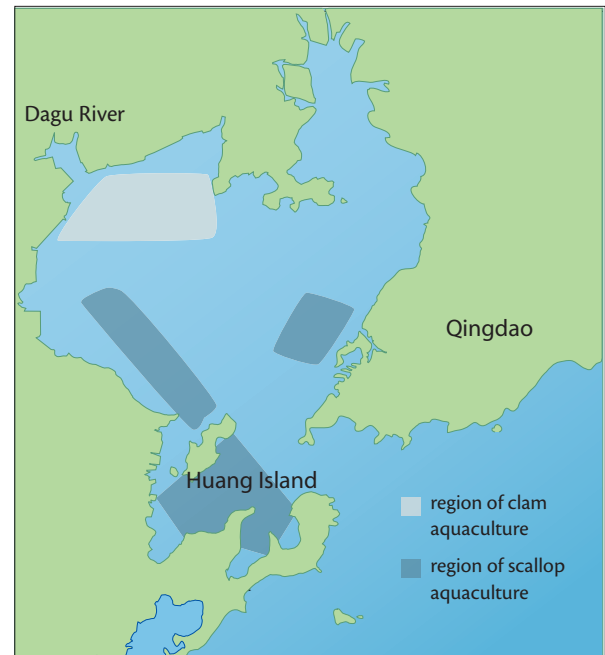 Dagu River
Qingdao
Huang Island
region of clam
aquaculture
region of scallop
aquaculture